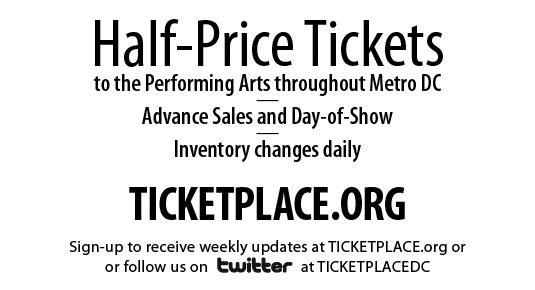 Half-Price Tickets
to the Performing Arts throughout Metro DC
Advance Sales and Day-of-Show
Inventory changes daily
TICKETPLACE.ORG
Sign-up to receive weekly updates at TICKETPLACE.org or
or follow us on twitter at TICKETPLACEDC